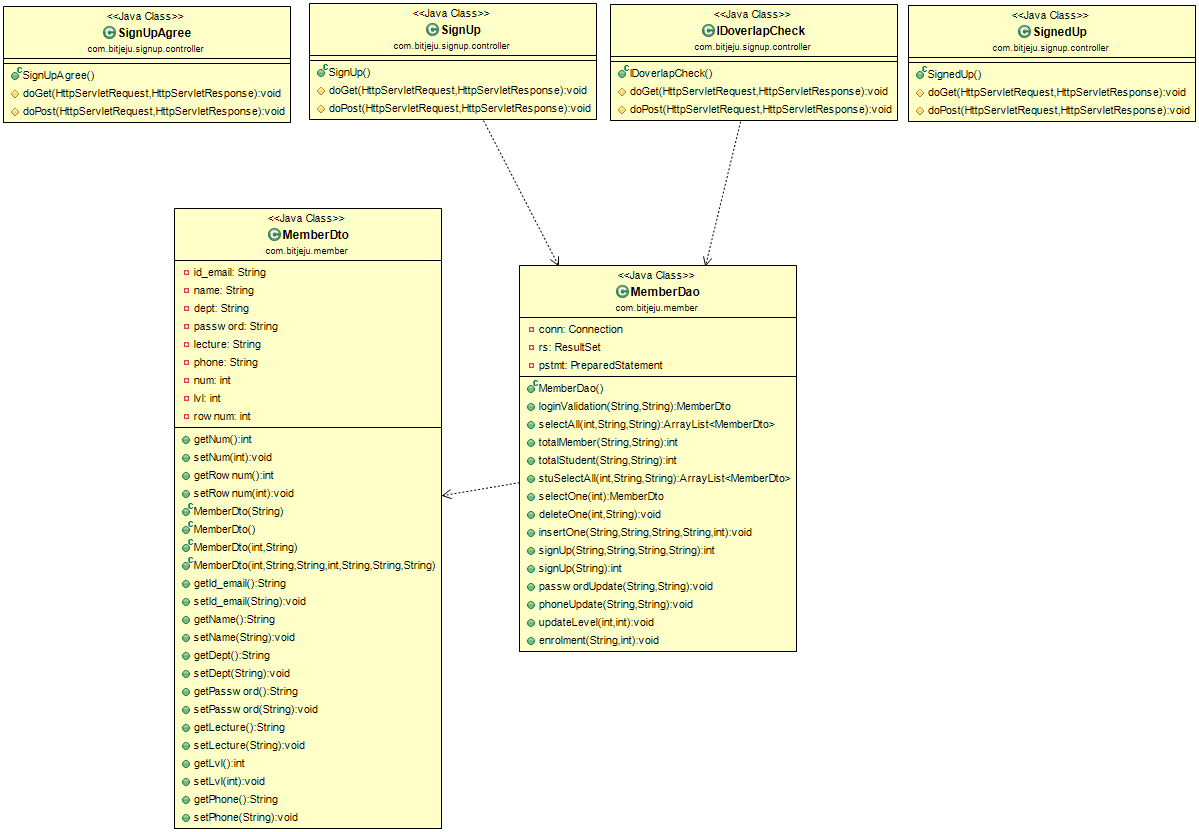 <<Java Class>>
SignUpAgree
com.bitjeju.signup.controller
SignUpAgree()
doGet(HttpServletRequest,HttpServletResponse):void
doPost(HttpServletRequest,HttpServletResponse):void
<<Java Class>>
SignUp
com.bitjeju.signup.controller
SignUp()
doGet(HttpServletRequest,HttpServletResponse):void
doPost(HttpServletRequest,HttpServletResponse):void
<<Java Class>>
IDoverlapCheck
com.bitjeju.signup.controller
IDoverlapCheck()
doGet(HttpServletRequest,HttpServletResponse):void
doPost(HttpServletRequest,HttpServletResponse):void
<<Java Class>>
SignedUp
com.bitjeju.signup.controller
SignedUp()
doGet(HttpServletRequest,HttpServletResponse):void
doPost(HttpServletRequest,HttpServletResponse):void
<<Java Class>>
MemberDto
com.bitjeju.member
id_email: String
name: String
dept: String
password: String
lecture: String
phone: String
num: int
lvl: int
rownum: int
getNum():int
setNum(int):void
getRownum():int
setRownum(int):void
MemberDto(String)
MemberDto()
MemberDto(int,String)
MemberDto(int,String,String,int,String,String,String)
getId_email():String
setId_email(String):void
getName():String
setName(String):void
getDept():String
setDept(String):void
getPassword():String
setPassword(String):void
getLecture():String
setLecture(String):void
getLvl():int
setLvl(int):void
getPhone():String
setPhone(String):void
<<Java Class>>
MemberDao
com.bitjeju.member
conn: Connection
rs: ResultSet
pstmt: PreparedStatement
MemberDao()
loginValidation(String,String):MemberDto
selectAll(int,String,String):ArrayList<MemberDto>
totalMember(String,String):int
totalStudent(String,String):int
stuSelectAll(int,String,String):ArrayList<MemberDto>
selectOne(int):MemberDto
deleteOne(int,String):void
insertOne(String,String,String,String,int):void
signUp(String,String,String,String):int
signUp(String):int
passwordUpdate(String,String):void
phoneUpdate(String,String):void
updateLevel(int,int):void
enrolment(String,int):void